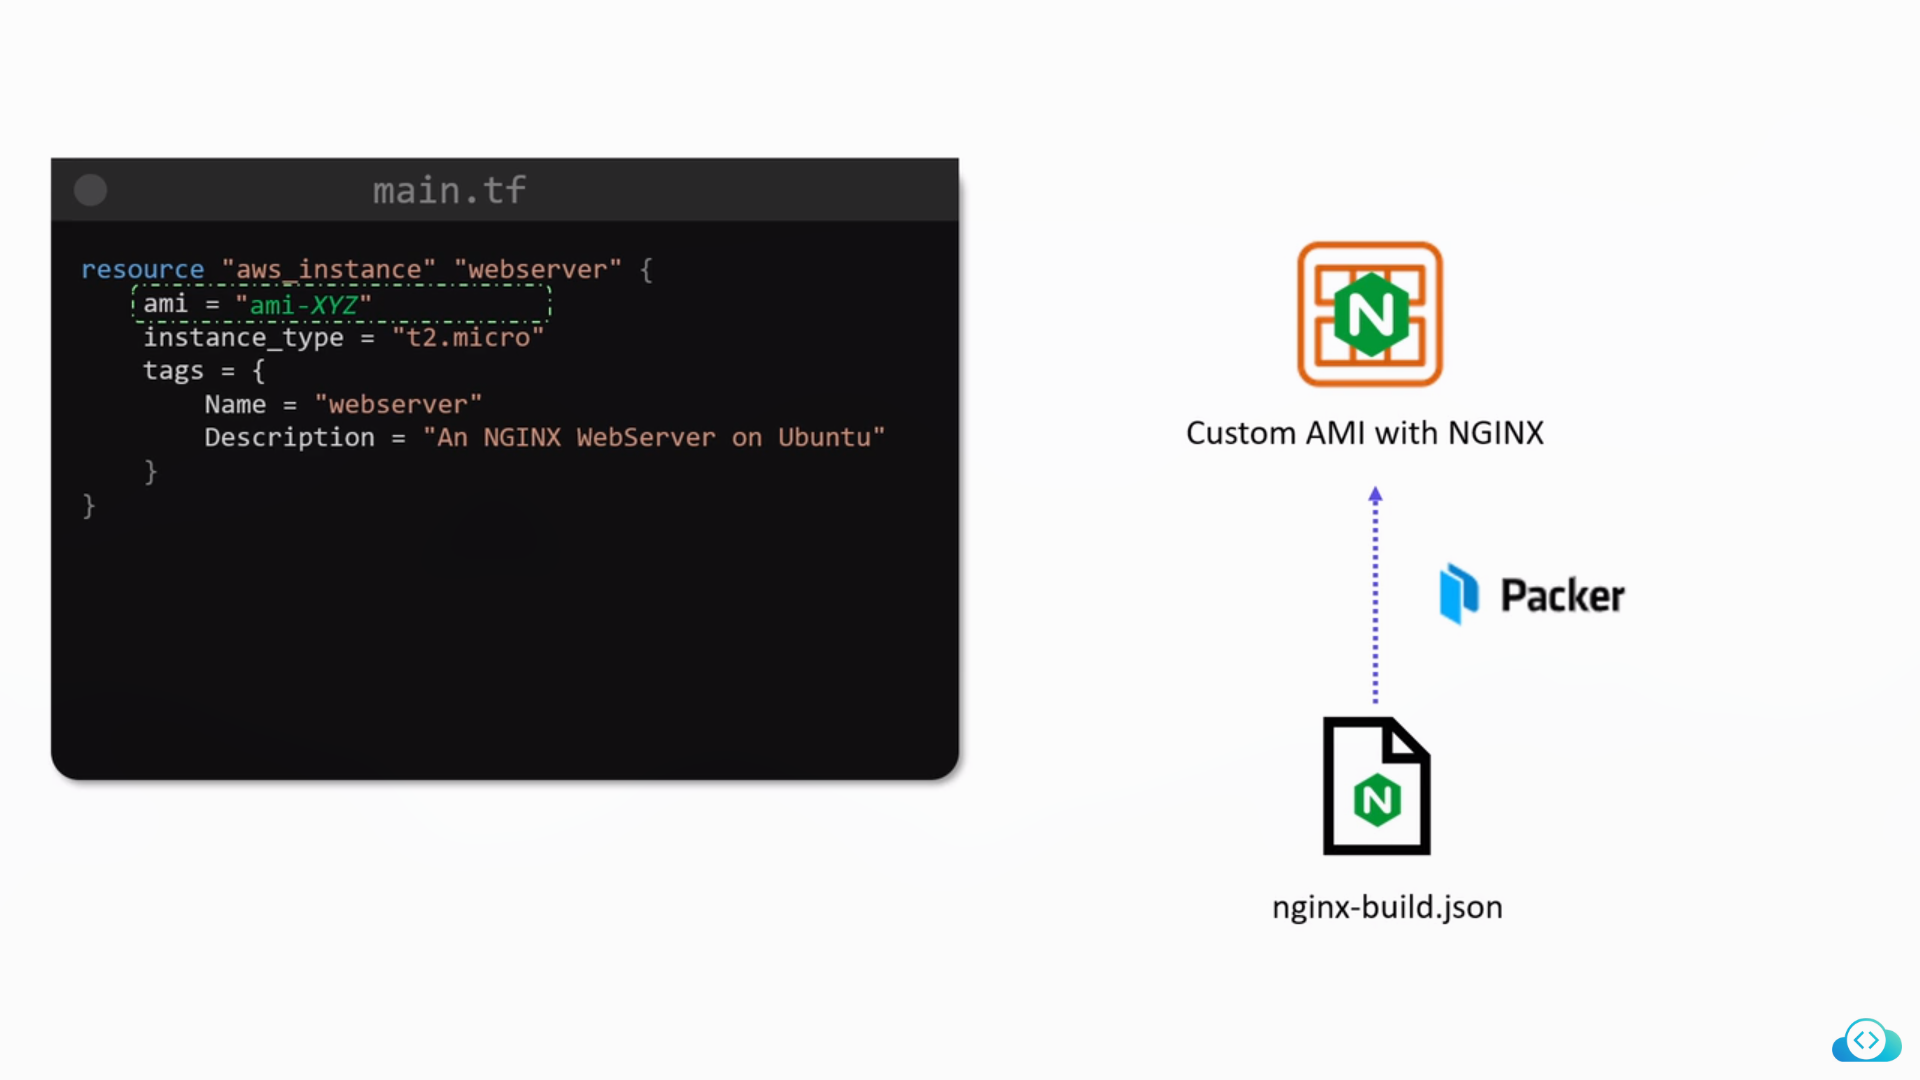 main.tf
resource "aws_instance" "webserver" {
    ami = "ami-XYZ"
    instance_type = "t2.micro"
    tags = {
        Name = "webserver"
        Description = "An NGINX WebServer on Ubuntu"
    }
}
N
Custom AMI with NGINX
Packer
N
nginx-build.json